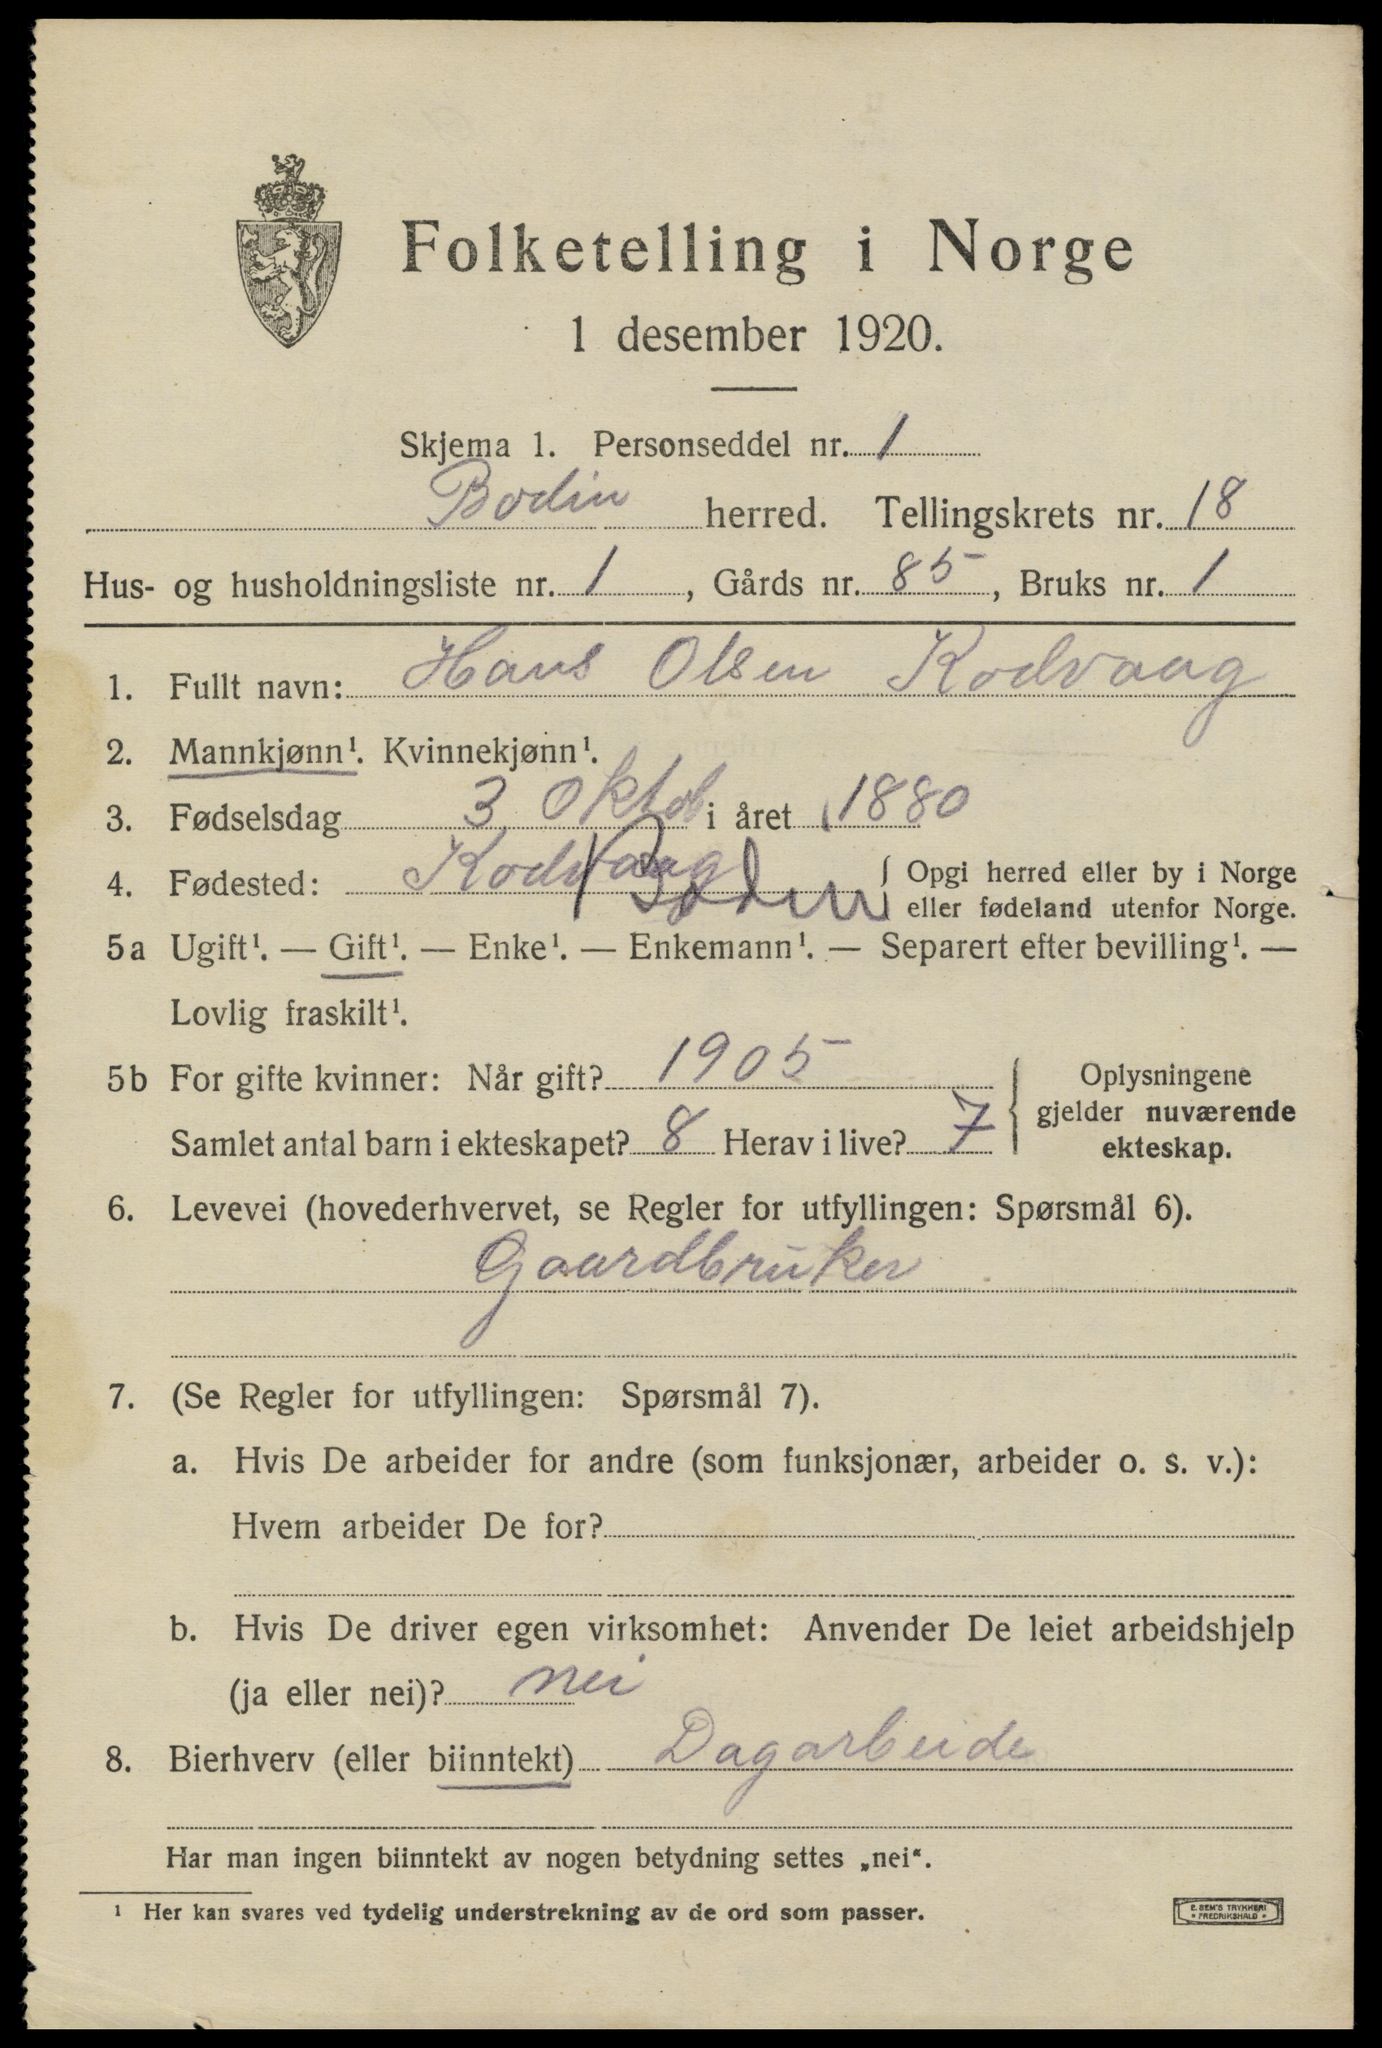 Folketelling i Norge
1 desember 1920.
Skjema 1. Personseddel nr. 1
Bodin herred. Tellingskrets nr. 18
Hus- og husholdningsliste nr. 1, Gårds nr. 85, Bruks nr. 1
1. Fullt navn: Hans Olsen Kodvaag
2. Mannkjønn¹. Kvinnekjønn¹.
3. Fødselsdag 3 Oktob i året 1880
4. Fødested: Kodvaag Bodin { Opgi herred eller by i Norge
eller fødeland utenfor Norge.
5a Ugift¹. — Gift¹. — Enke¹. — Enkemann¹. — Separert efter bevilling¹. —
Lovlig fraskilt¹.
5b For gifte kvinner: Når gift? 1905
Samlet antal barn i ekteskapet? 8 Herav i live? 7
Oplysningene
gjelder nuværende
ekteskap.
6. Levevei (hovederhvervet, se Regler for utfyllingen: Spørsmål 6).
Gaardbruker
7. (Se Regler for utfyllingen: Spørsmål 7).
a. Hvis De arbeider for andre (som funksjonær, arbeider o. s. v.):
Hvem arbeider De for?
b. Hvis De driver egen virksomhet: Anvender De leiet arbeidshjelp
(ja eller nei)? nei
8. Bierhverv (eller biinntekt) Dagarbeide
Har man ingen biinntekt av nogen betydning settes „nei“.
¹ Her kan svares ved tydelig understrekning av de ord som passer.
E. SEM'S TRYKKERI
* FREDRIKSHALD *